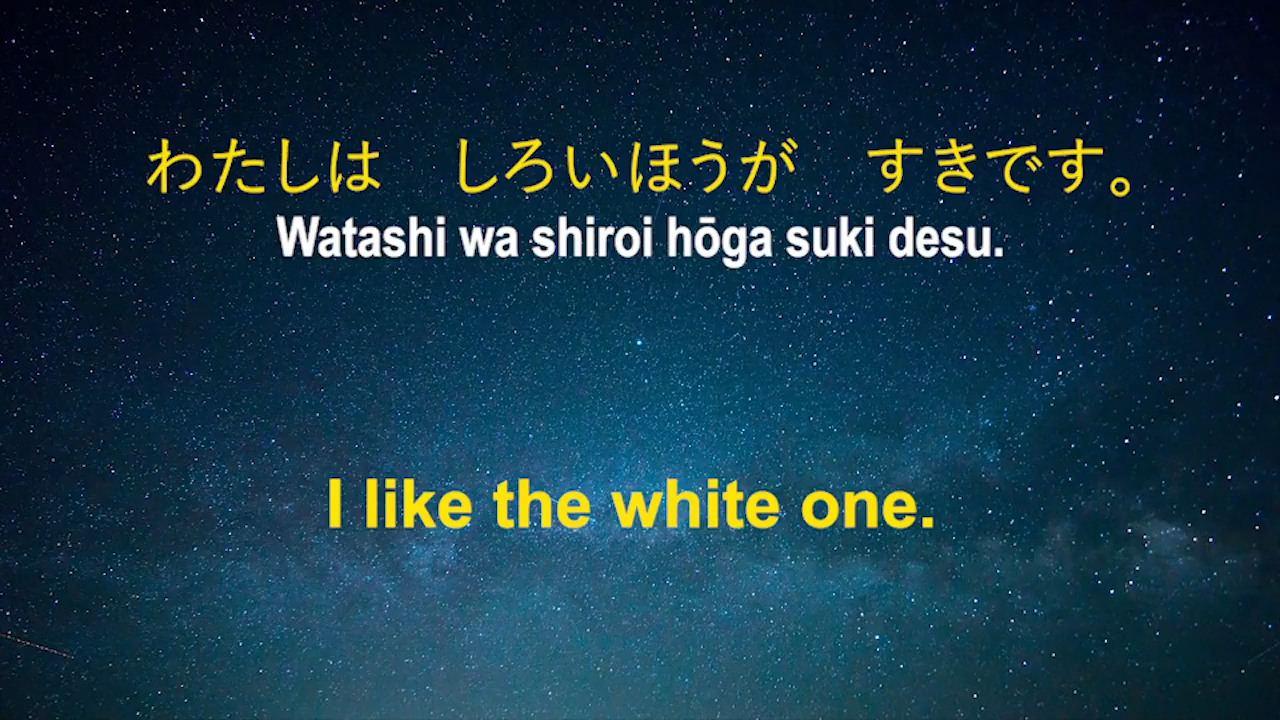 わたしは　しろいほうが　すきです。
Watashi wa shiroi hōga suki desu.
I like the white one.